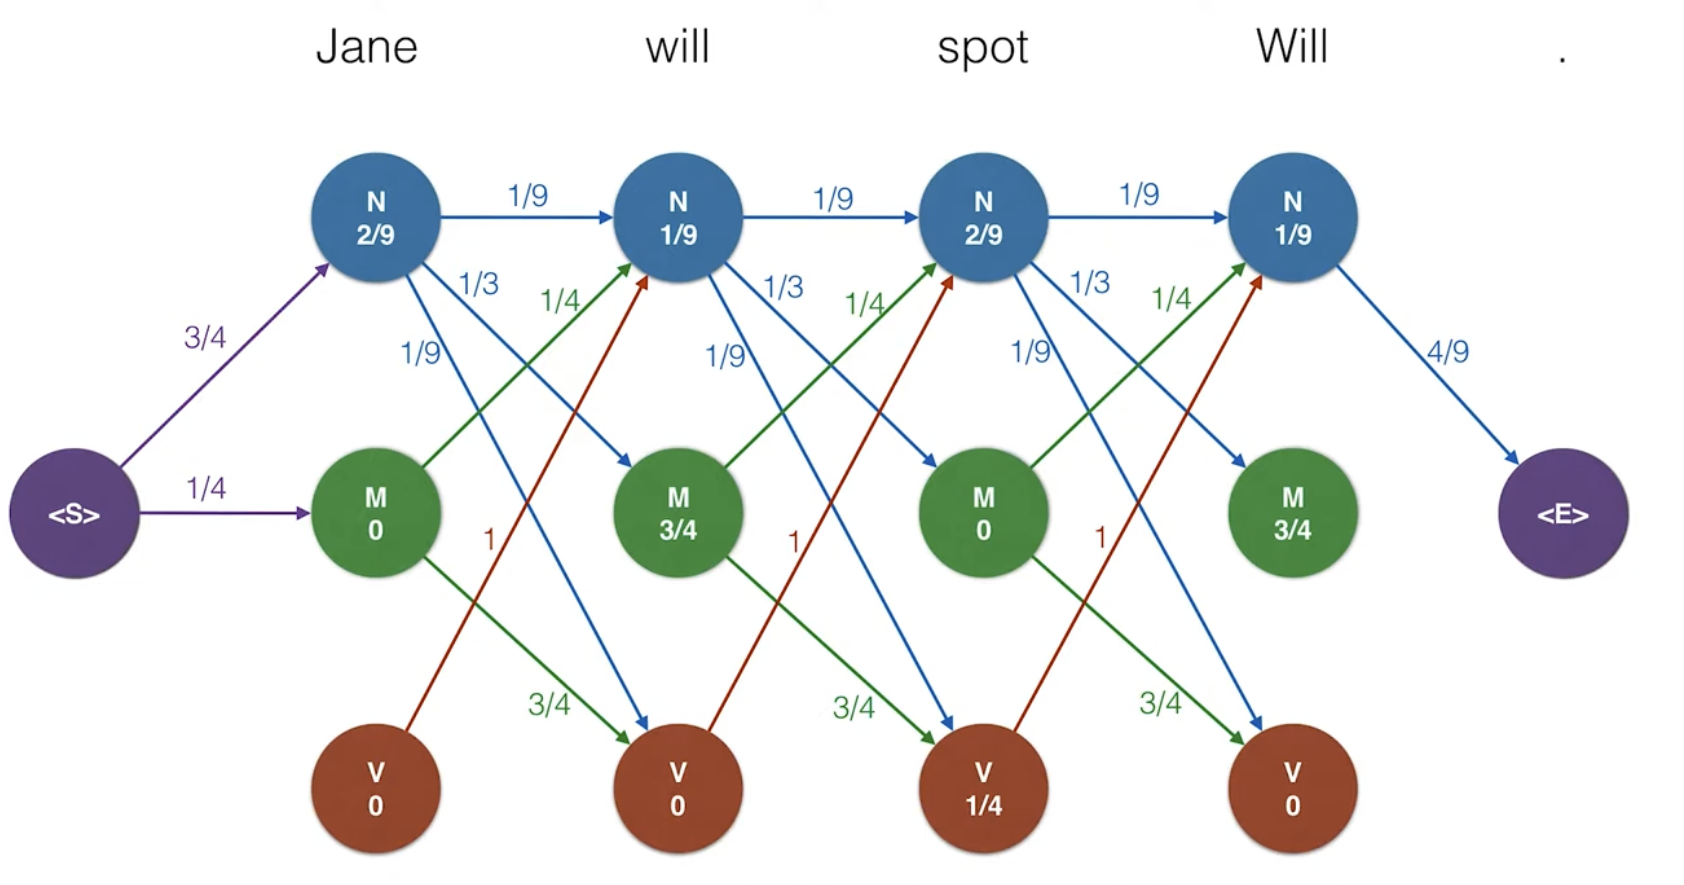 Jane will spot Will .
N N N N
2/9 1/9 2/9 1/9
1/9 1/9 1/9
1/3 1/3 1/3
1/4 1/4 1/4
3/4 1/9 1/9 1/9 4/9
1/4
<S> M M M M <E>
0 3/4 0 3/4
1 1 1
3/4 3/4 3/4
V V V V
0 0 1/4 0